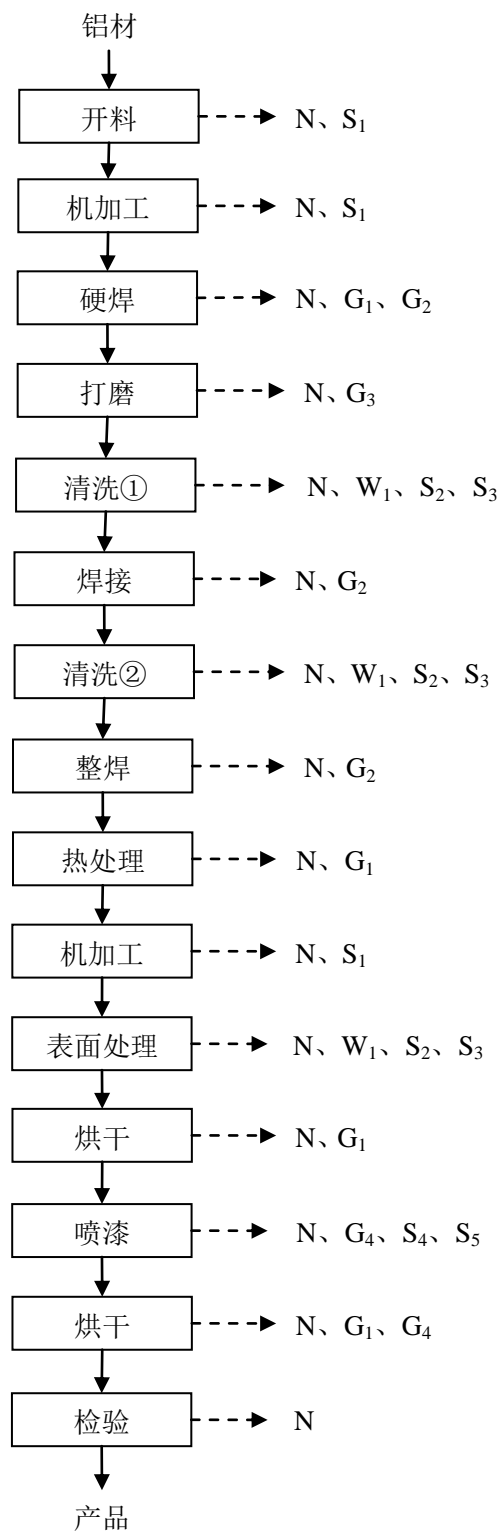 铝材
开料 N、S₁
机加工 N、S₁
硬焊 N、G₁、G₂
打磨 N、G₃
清洗① N、W₁、S₂、S₃
焊接 N、G₂
清洗② N、W₁、S₂、S₃
整焊 N、G₂
热处理 N、G₁
机加工 N、S₁
表面处理 N、W₁、S₂、S₃
烘干 N、G₁
喷漆 N、G₄、S₄、S₅
烘干 N、G₁、G₄
检验 N
产品